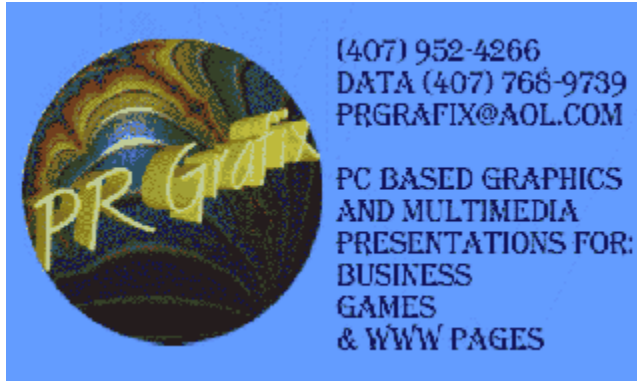 PR Grafix
(407) 952-4266
DATA (407) 768-9739
PRGRAFIX@AOL.COM
PC BASED GRAPHICS
AND MULTIMEDIA
PRESENTATIONS FOR:
BUSINESS
GAMES
& WWW PAGES